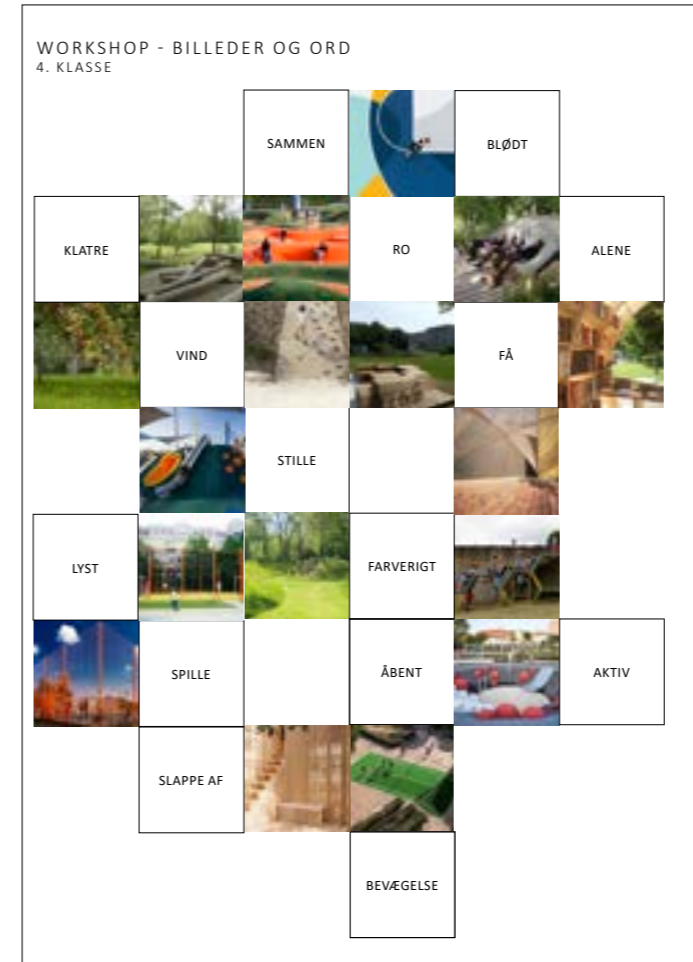 WORKSHOP - BILLEDER OG ORD
4. KLASSE
SAMMEN
BLØDT
KLATRE
RO
ALENE
VIND
FÅ
STILLE
LYST
FARVERIGT
SPILLE
ÅBENT
AKTIV
SLAPPE AF
BEVÆGELSE